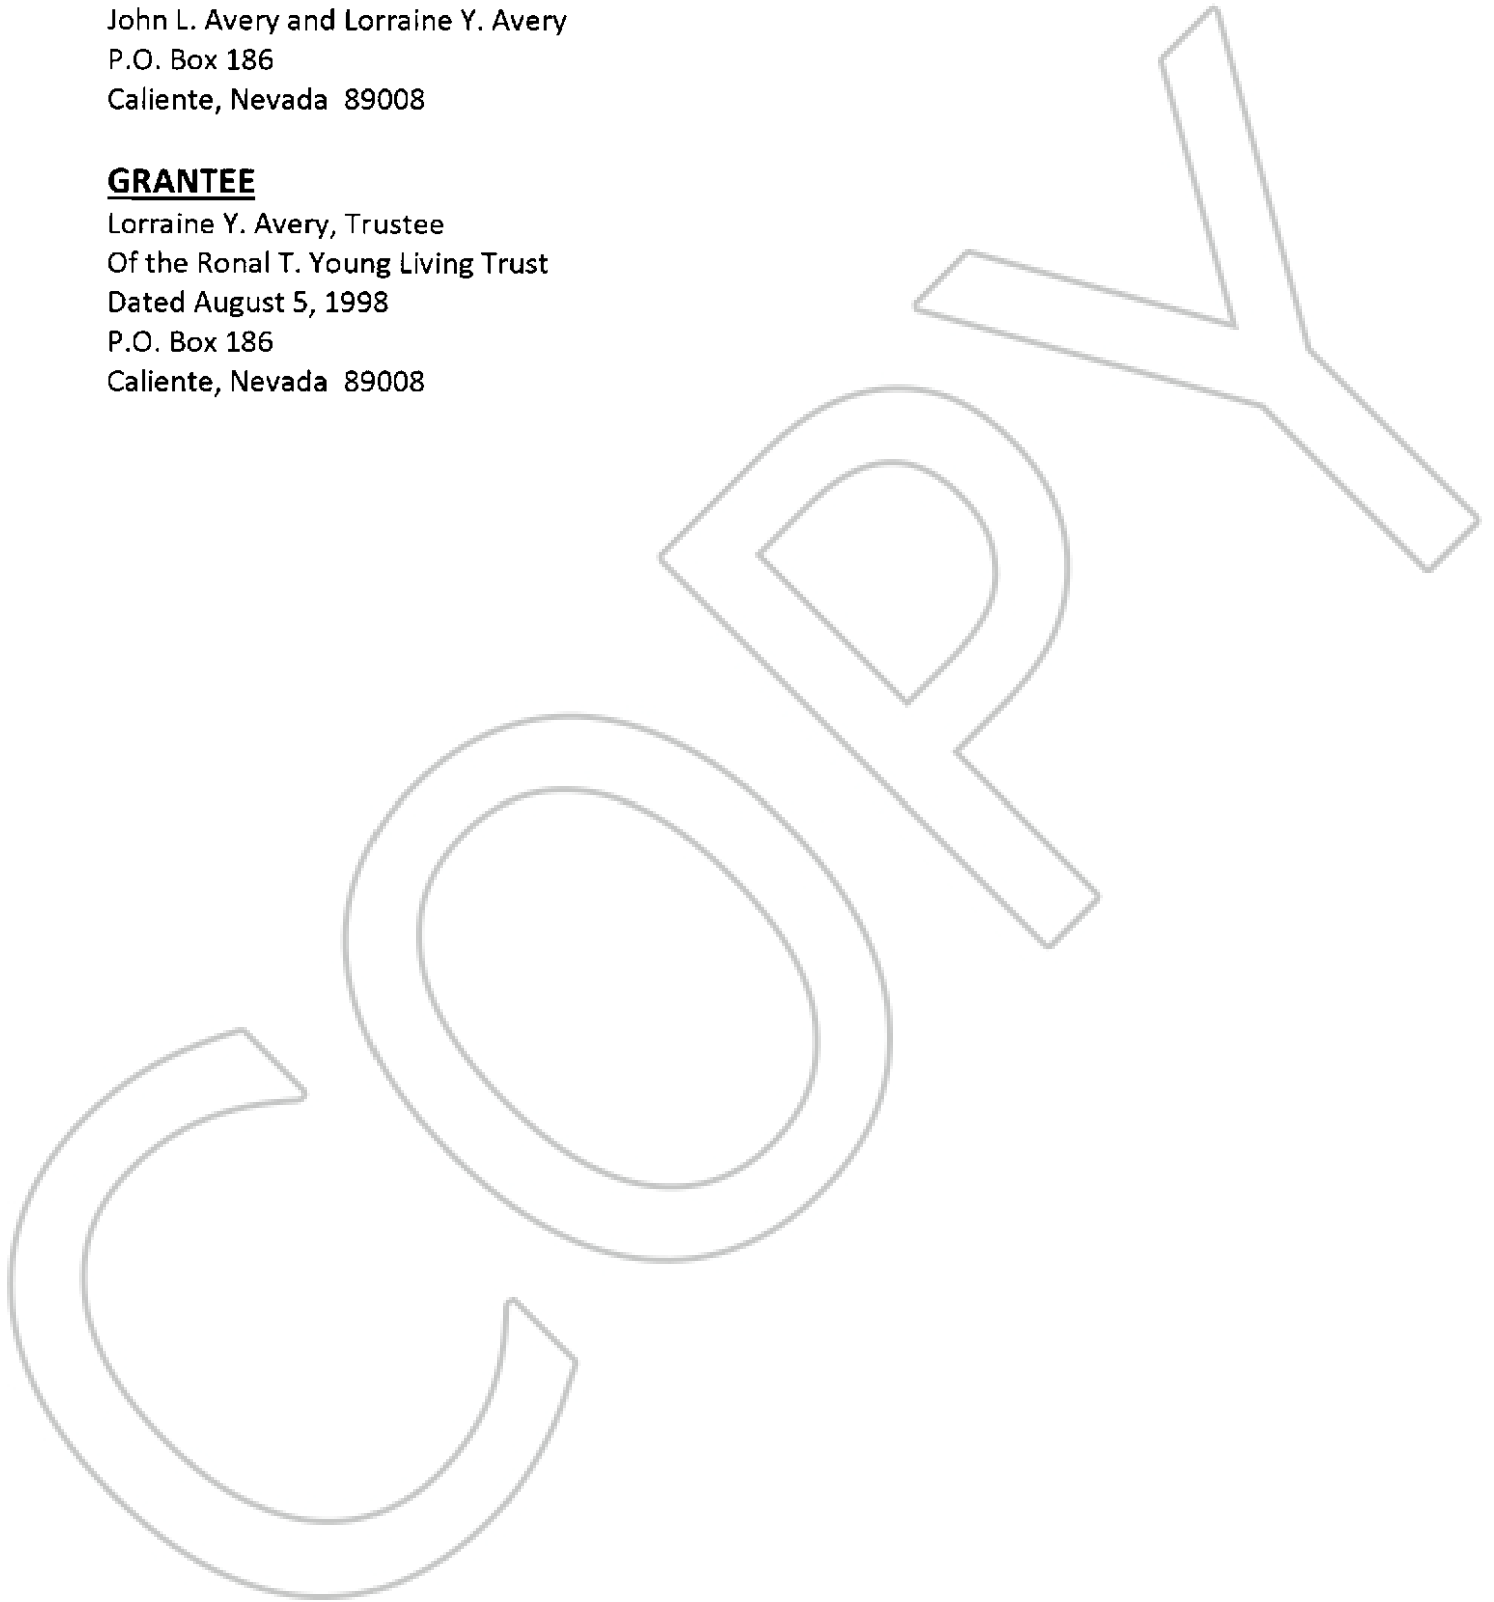 John L. Avery and Lorraine Y. Avery
P.O. Box 186
Caliente, Nevada  89008
GRANTEE
Lorraine Y. Avery, Trustee
Of the Ronal T. Young Living Trust
Dated August 5, 1998
P.O. Box 186
Caliente, Nevada  89008
COPY